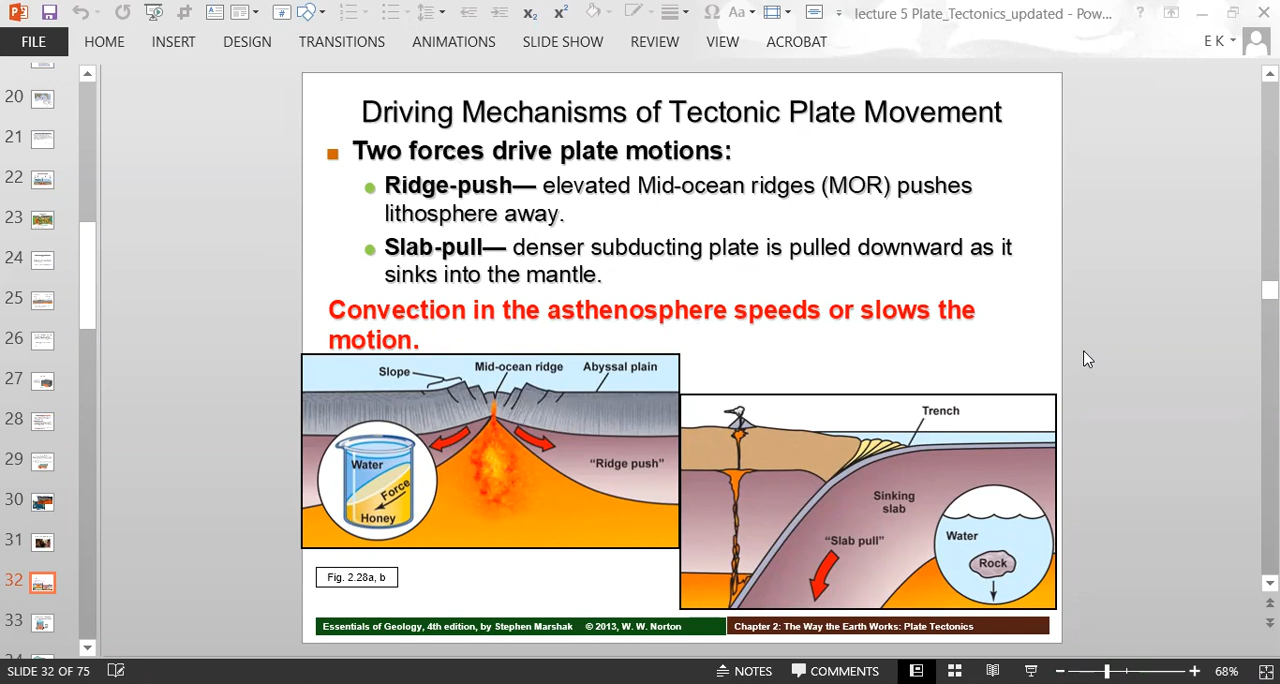 lecture 5 Plate_Tectonics_updated - Pow...
FILE HOME INSERT DESIGN TRANSITIONS ANIMATIONS SLIDE SHOW REVIEW VIEW ACROBAT
E K
20
21
22
23
24
25
26
27
28
29
30
31
32
33
Driving Mechanisms of Tectonic Plate Movement
Two forces drive plate motions:
Ridge-push— elevated Mid-ocean ridges (MOR) pushes
lithosphere away.
Slab-pull— denser subducting plate is pulled downward as it
sinks into the mantle.
Convection in the asthenosphere speeds or slows the
motion.
Slope
Mid-ocean ridge
Abyssal plain
"Ridge push"
Water
Force
Honey
Trench
Sinking
slab
"Slab pull"
Water
Rock
Fig. 2.28a, b
Essentials of Geology, 4th edition, by Stephen Marshak © 2013, W. W. Norton
Chapter 2: The Way the Earth Works: Plate Tectonics
SLIDE 32 OF 75
NOTES
COMMENTS
68%